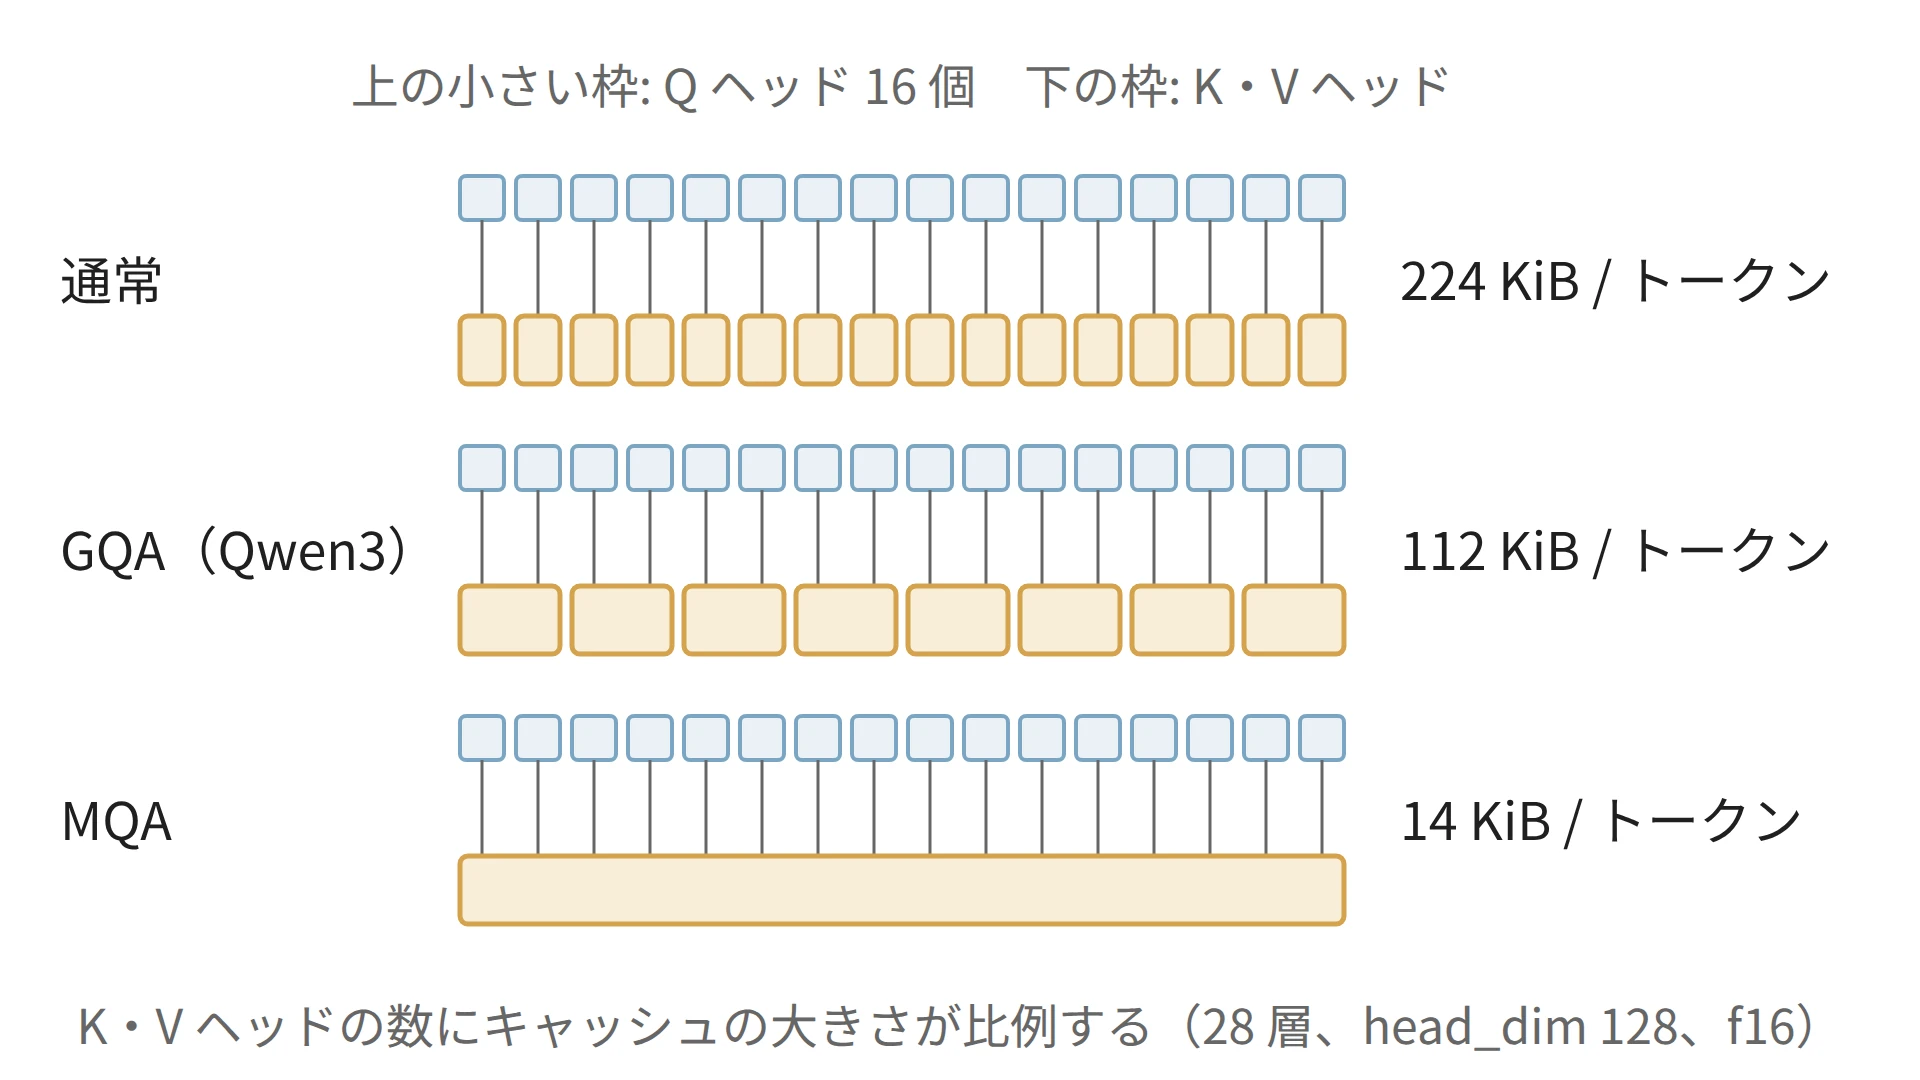 上の小さい枠: Q ヘッド 16 個　下の枠: K・V ヘッド
通常
224 KiB / トークン
GQA（Qwen3）
112 KiB / トークン
MQA
14 KiB / トークン
K・V ヘッドの数にキャッシュの大きさが比例する（28 層、head_dim 128、f16）